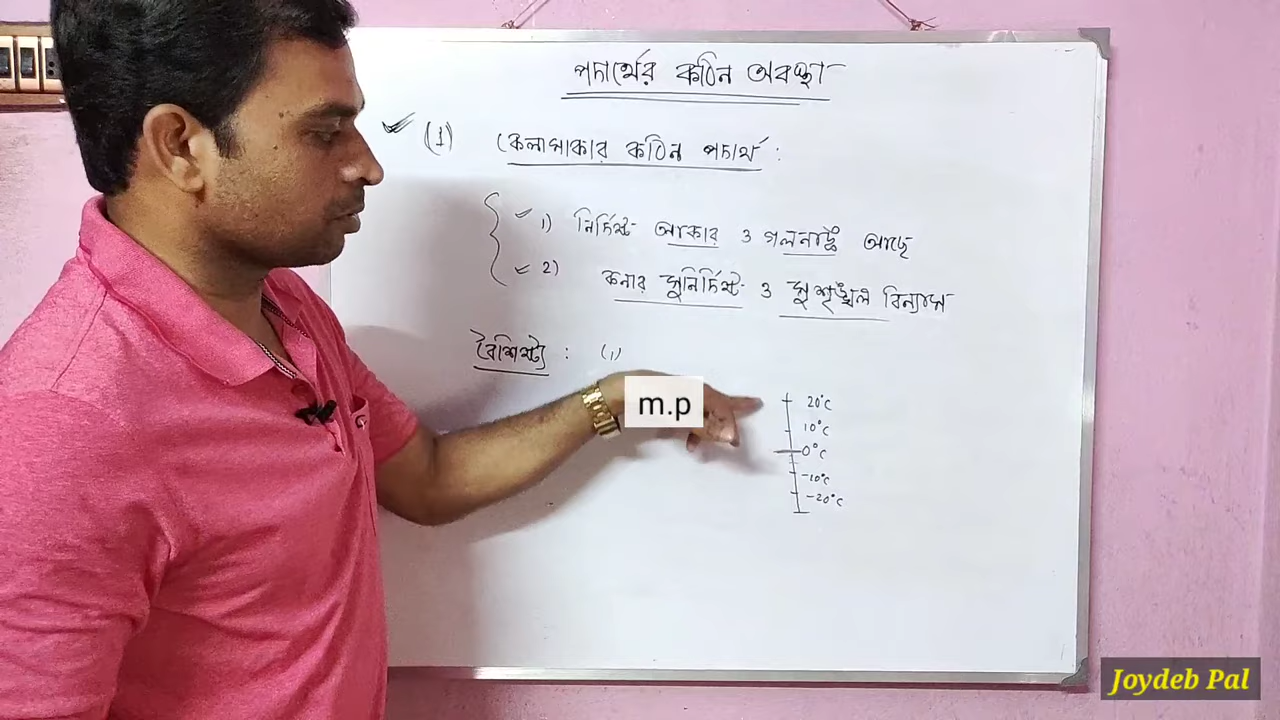 পদার্থের কঠিন অবস্থা
(1) কেলাসাকার কঠিন পদার্থ :
1) নির্দিষ্ট আকার ও গলনাঙ্ক আছে
2) কনার সুনির্দিষ্ট ও সুশৃঙ্খল বিন্যাস
বৈশিষ্ট্য : (1)
m.p
20°C
10°C
0°C
-10°C
-20°C
Joydeb Pal